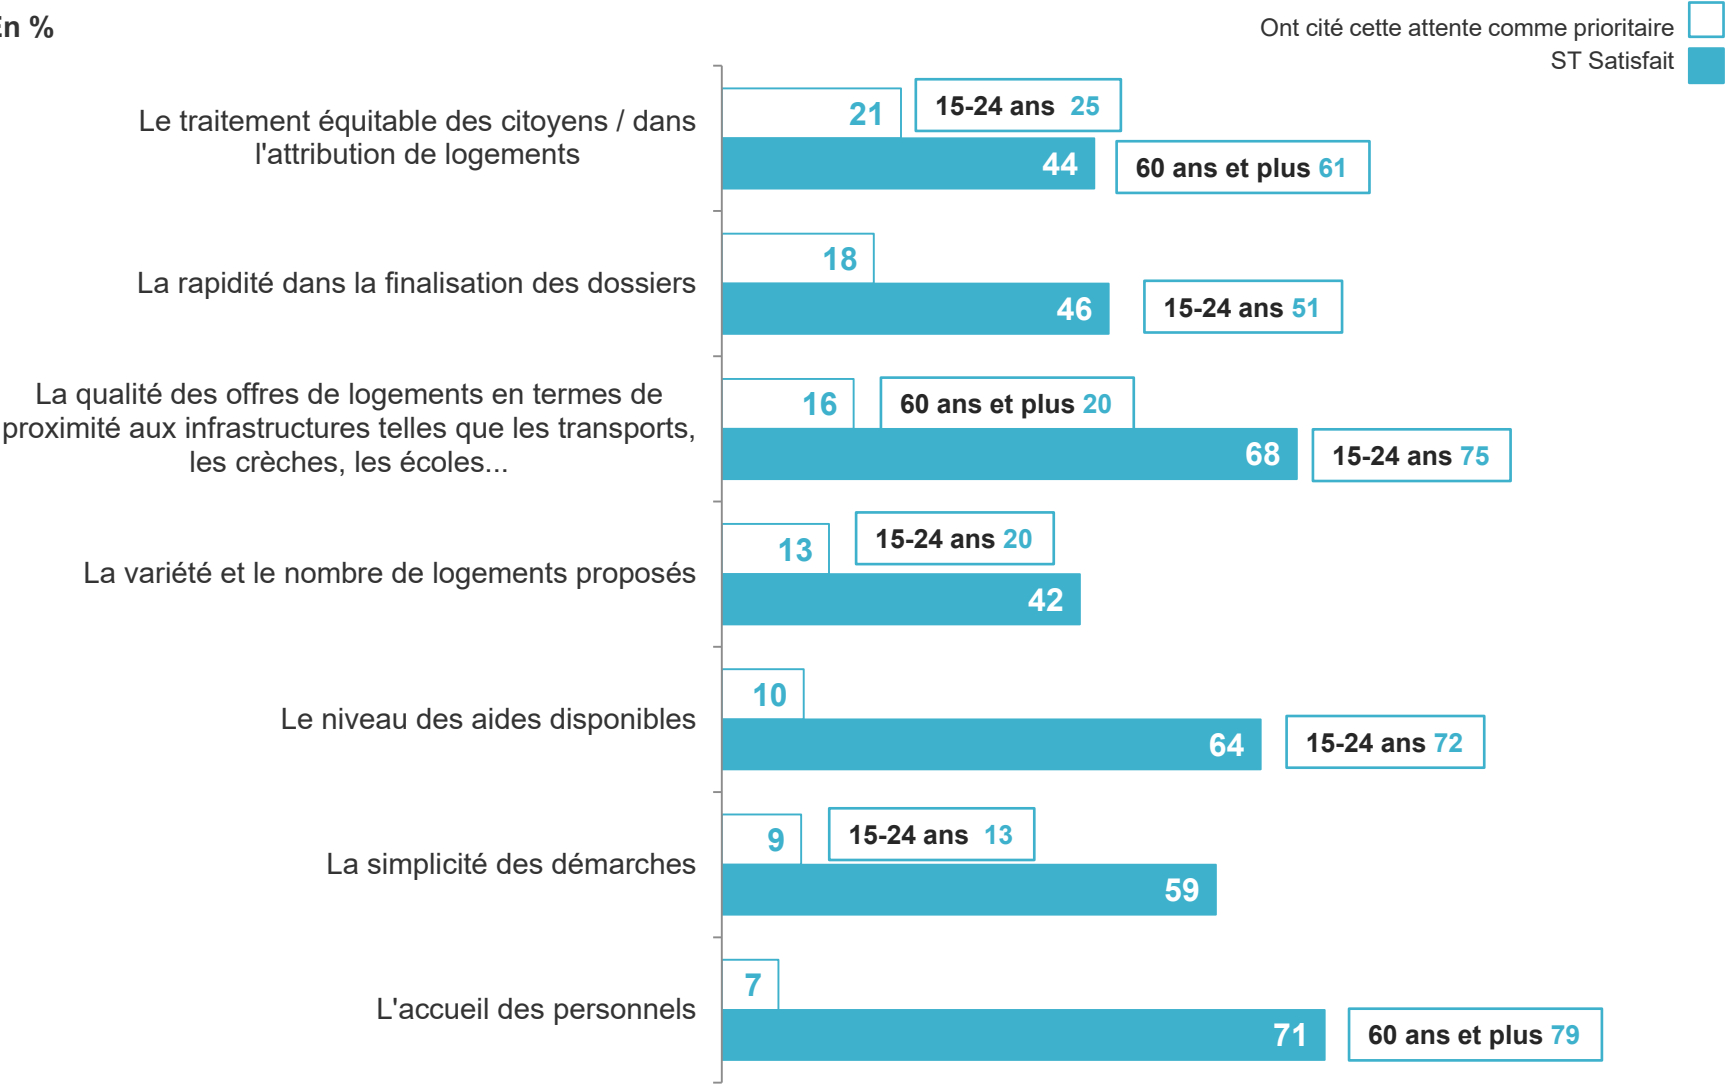 En %
Ont cité cette attente comme prioritaire
ST Satisfait
Le traitement équitable des citoyens / dans
l'attribution de logements
21
15-24 ans 25
44
60 ans et plus 61
La rapidité dans la finalisation des dossiers
18
46
15-24 ans 51
La qualité des offres de logements en termes de
proximité aux infrastructures telles que les transports,
les crèches, les écoles...
16
60 ans et plus 20
68
15-24 ans 75
La variété et le nombre de logements proposés
13
15-24 ans 20
42
Le niveau des aides disponibles
10
64
15-24 ans 72
La simplicité des démarches
9
15-24 ans 13
59
L'accueil des personnels
7
71
60 ans et plus 79